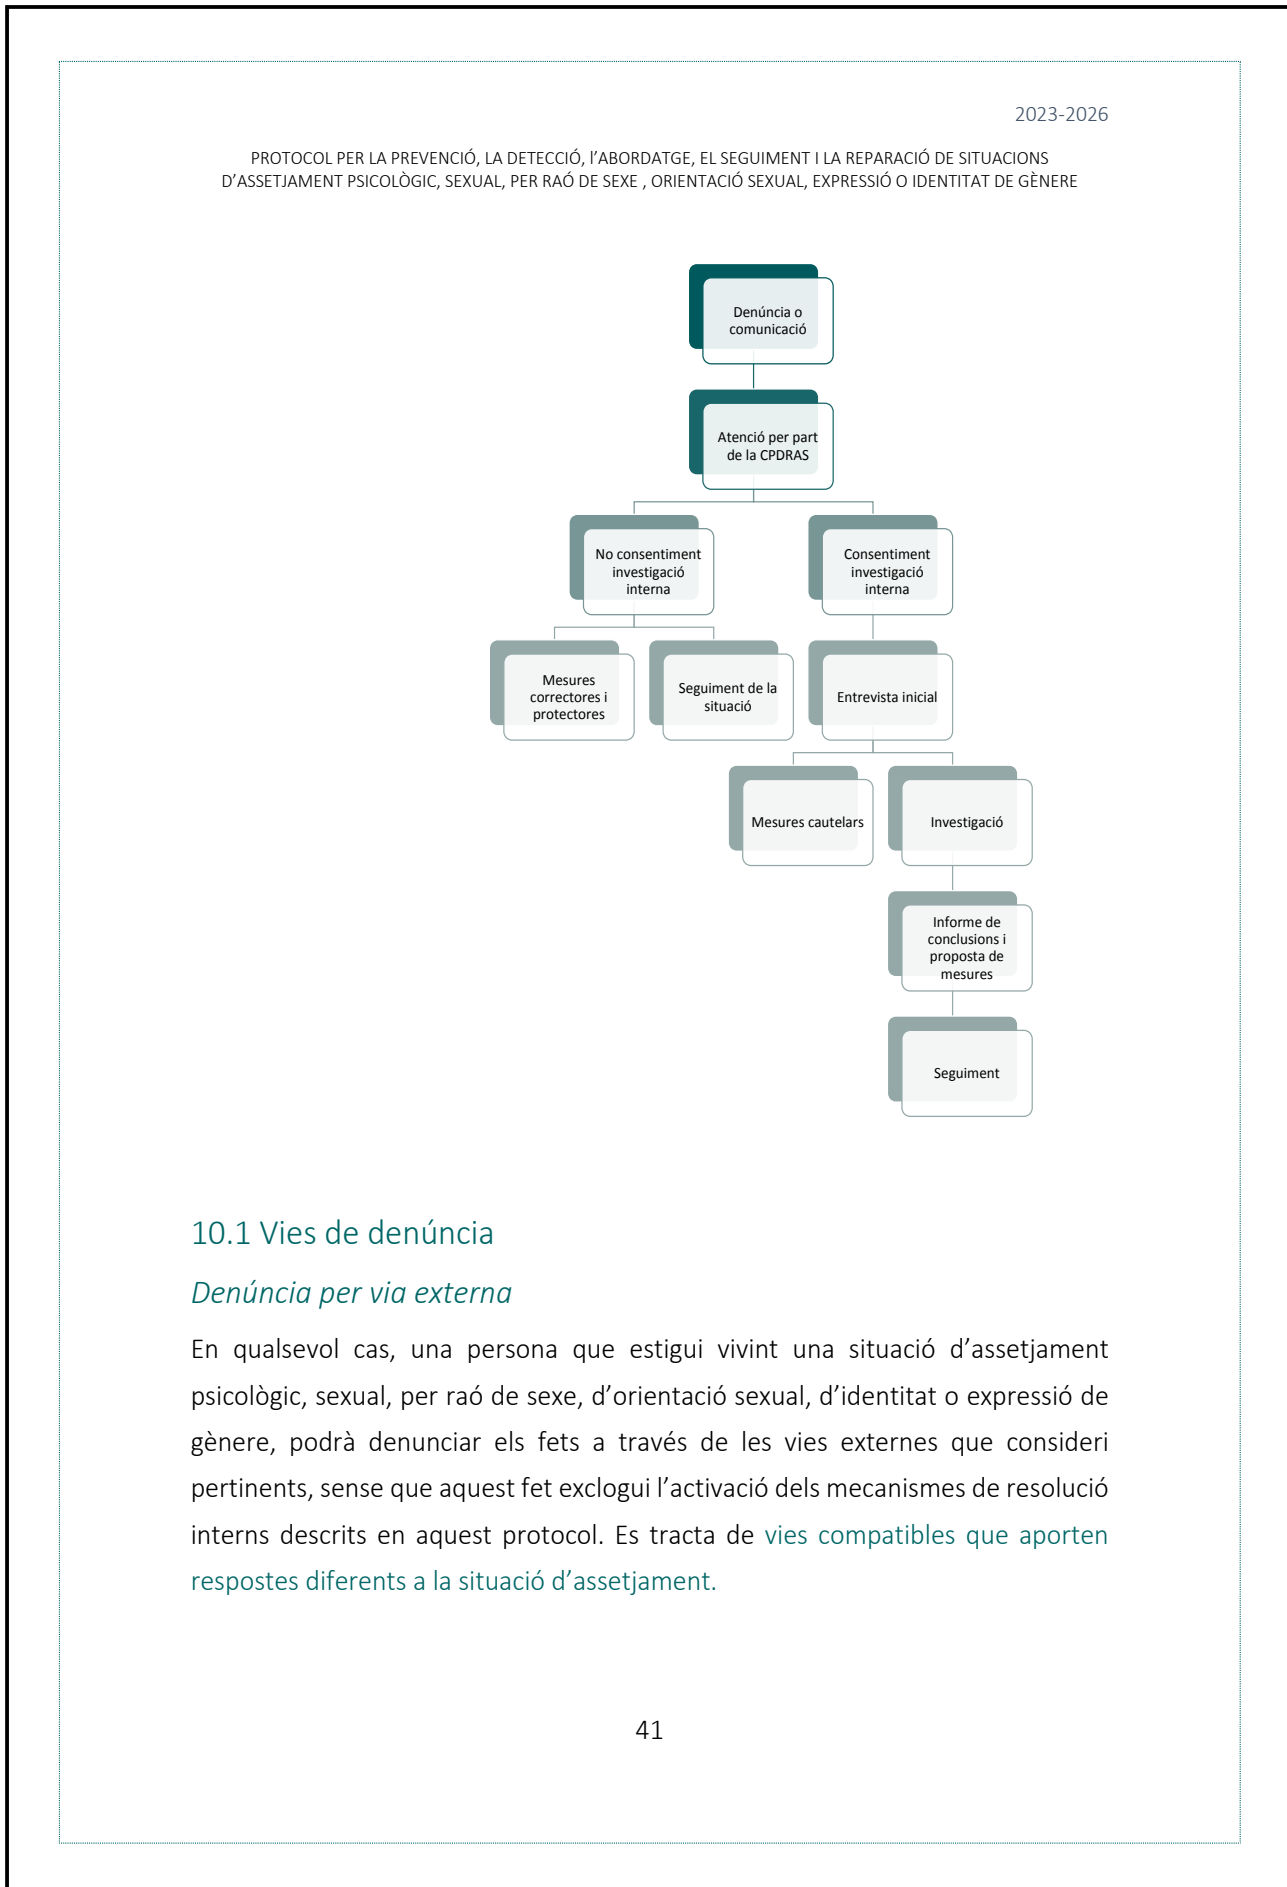 2023-2026
PROTOCOL PER LA PREVENCIÓ, LA DETECCIÓ, l’ABORDATGE, EL SEGUIMENT I LA REPARACIÓ DE SITUACIONS
D’ASSETJAMENT PSICOLÒGIC, SEXUAL, PER RAÓ DE SEXE , ORIENTACIÓ SEXUAL, EXPRESSIÓ O IDENTITAT DE GÈNERE
Denúncia o
comunicació
Atenció per part
de la CPDRAS
No consentiment
investigació
interna
Consentiment
investigació
interna
Mesures
correctores i
protectores
Seguiment de la
situació
Entrevista inicial
Mesures cautelars
Investigació
Informe de
conclusions i
proposta de
mesures
Seguiment
10.1 Vies de denúncia
Denúncia per via externa
En qualsevol cas, una persona que estigui vivint una situació d’assetjament
psicològic, sexual, per raó de sexe, d’orientació sexual, d’identitat o expressió de
gènere, podrà denunciar els fets a través de les vies externes que consideri
pertinents, sense que aquest fet exclogui l’activació dels mecanismes de resolució
interns descrits en aquest protocol. Es tracta de vies compatibles que aporten
respostes diferents a la situació d’assetjament.
41